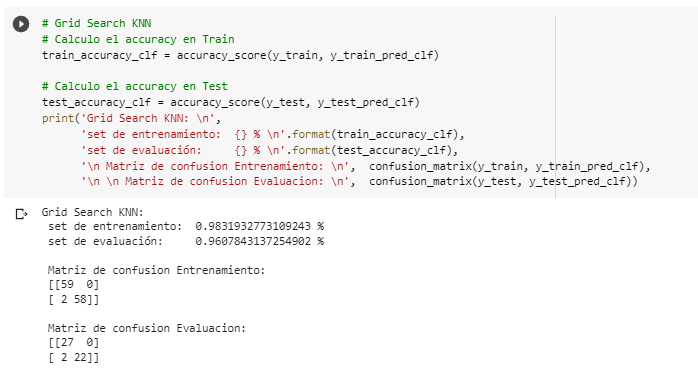 # Grid Search KNN
# Calculo el accuracy en Train
train_accuracy_clf = accuracy_score(y_train, y_train_pred_clf)
# Calculo el accuracy en Test
test_accuracy_clf = accuracy_score(y_test, y_test_pred_clf)
print('Grid Search KNN: \n',
'set de entrenamiento:  {} % \n'.format(train_accuracy_clf),
'set de evaluación:     {} % \n'.format(test_accuracy_clf),
'\n Matriz de confusion Entrenamiento: \n',  confusion_matrix(y_train, y_train_pred_clf),
'\n \n Matriz de confusion Evaluacion: \n',  confusion_matrix(y_test, y_test_pred_clf))
Grid Search KNN:
set de entrenamiento:  0.9831932773109243 %
set de evaluación:     0.9607843137254902 %
Matriz de confusion Entrenamiento:
[[59  0]
[ 2 58]]
Matriz de confusion Evaluacion:
[[27  0]
[ 2 22]]